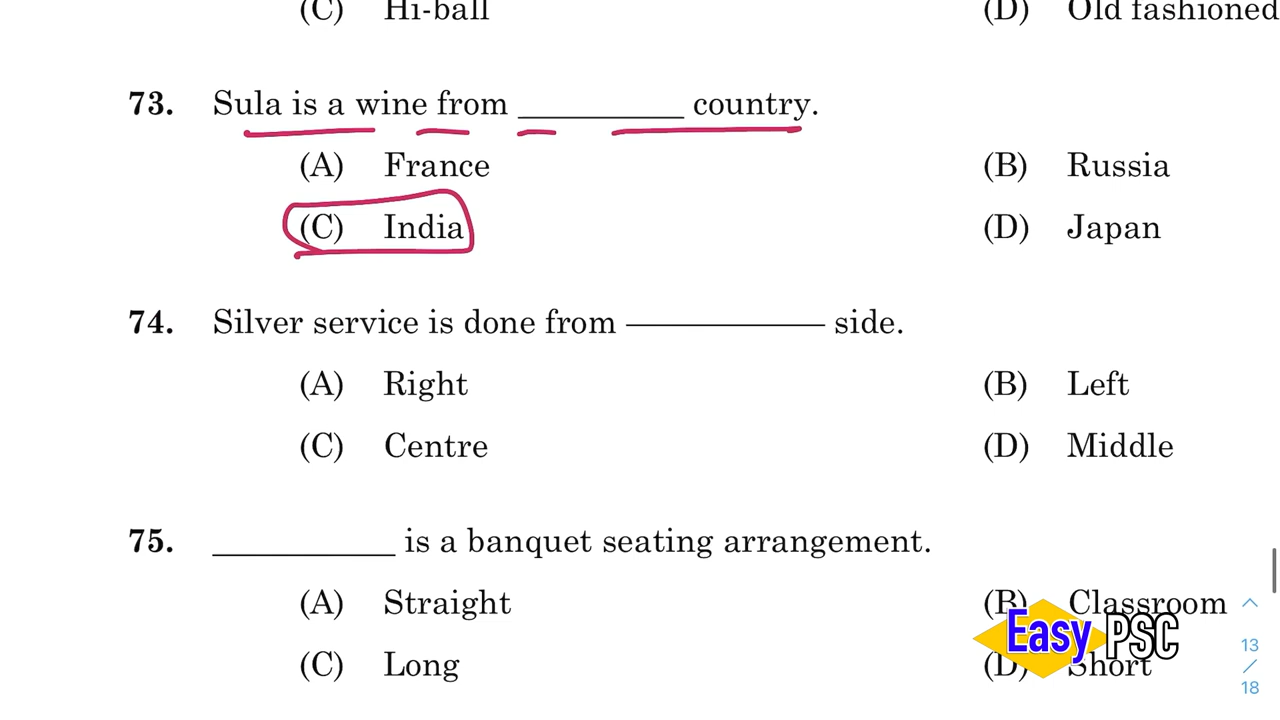 (C) Hi-ball (D) Old fashioned
73. Sula is a wine from __________ country.
(A) France (B) Russia
(C) India (D) Japan
74. Silver service is done from __________ side.
(A) Right (B) Left
(C) Centre (D) Middle
75. __________ is a banquet seating arrangement.
(A) Straight (B) Classroom
(C) Long (D) Short
Easy PSC
13
/
18